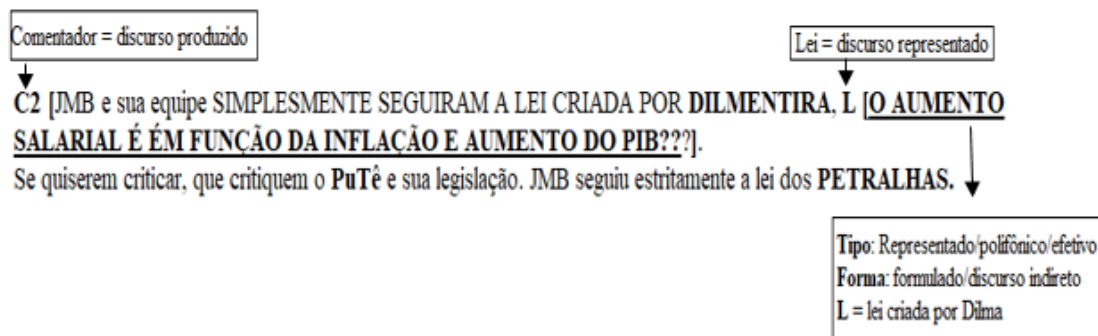 Comentador = discurso produzido
Lei = discurso representado
C2 [JMB e sua equipe SIMPLESMENTE SEGUIRAM A LEI CRIADA POR DILMENTIRA, L [O AUMENTO
SALARIAL É ÉM FUNÇÃO DA INFLAÇÃO E AUMENTO DO PIB???].
Se quiserem criticar, que critiquem o PuTê e sua legislação. JMB seguiu estritamente a lei dos PETRALHAS.
Tipo: Representado/polifônico/efetivo
Forma: formulado/discurso indireto
L = lei criada por Dilma